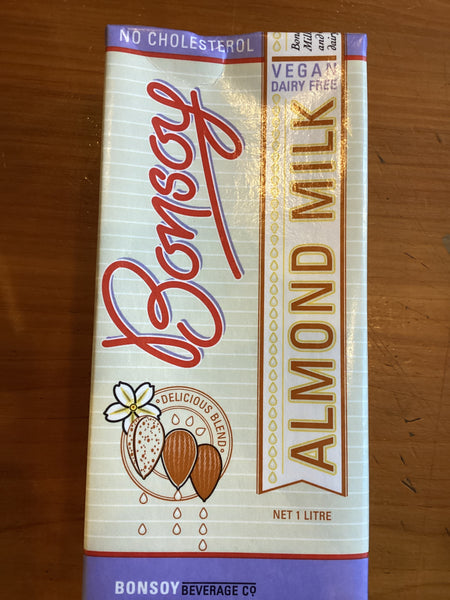 NO CHOLESTEROL
Bonsoy
VEGAN
DAIRY FREE
ALMOND MILK
DELICIOUS BLEND
NET 1 LITRE
BONSOY BEVERAGE CO